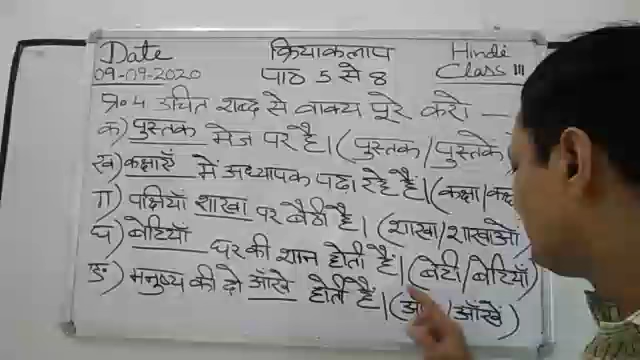 Date क्रियाकलाप Hindi
09-09-2020 पाठ 5 से 8 Class III
प्र०4 उचित शब्द से वाक्य पूरे करो —
क) पुस्तक मेज पर है। (पुस्तक/पुस्तकें
ख) कक्षाएँ में अध्यापक पढ़ा रहे हैं। (कक्षा/
ग) पक्षियाँ शाखा पर बैठी है। (शाखा/शाखाओं
घ) बेटियाँ घर की शान होती हैं। (बेटी/बेटियाँ)
ङ) मनुष्य की दो आँखे होती हैं। ( /आँखें)